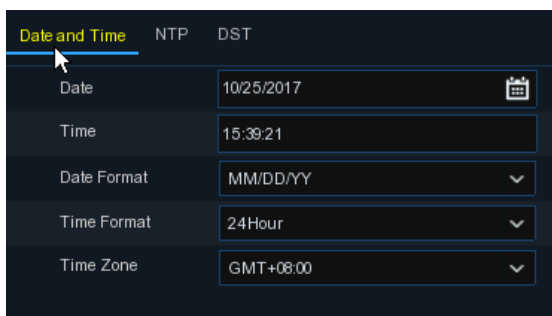 Date and Time NTP DST
Date 10/25/2017
Time 15:39:21
Date Format MM/DD/YY
Time Format 24Hour
Time Zone GMT+08:00